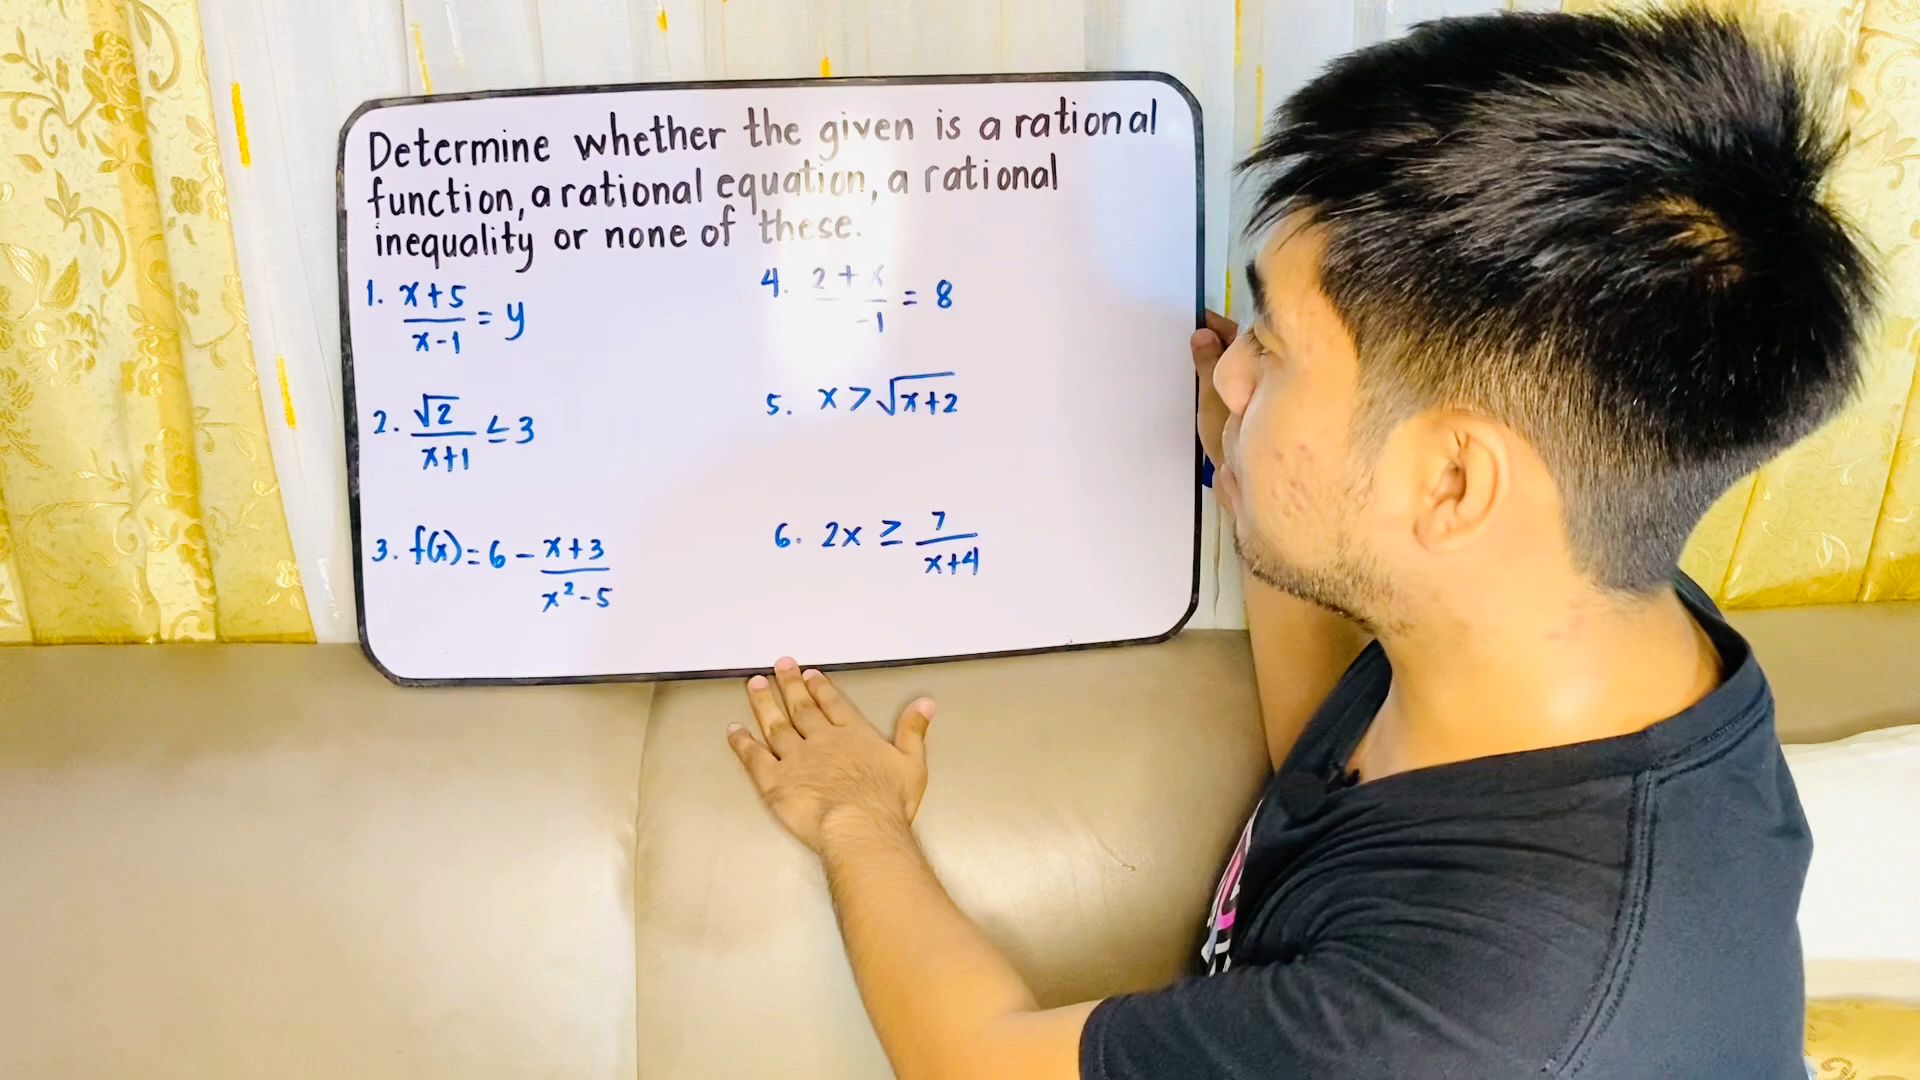 Determine whether the given is a rational
function, a rational equation, a rational
inequality or none of these.
1. x+5/x-1 = y
2. √2/x+1 ≤ 3
3. f(x) = 6 - x+3/x²-5
4. 2+x/ -1 = 8
5. x > √x+2
6. 2x ≥ 7/x+4